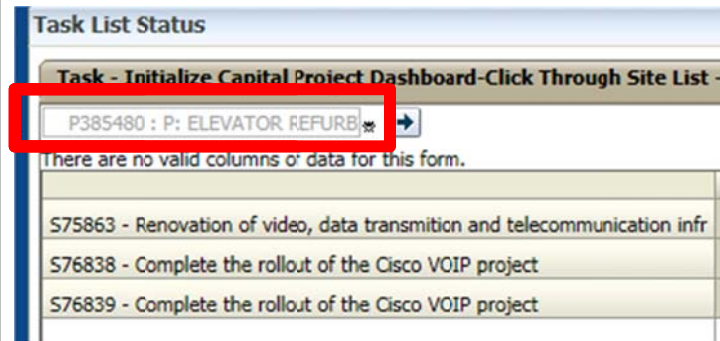 Task List Status
Task - Initialize Capital Project Dashboard-Click Through Site List -
P385480 : P: ELEVATOR REFURB
There are no valid columns of data for this form.
S75863 - Renovation of video, data transmition and telecommunication infr
S76838 - Complete the rollout of the Cisco VOIP project
S76839 - Complete the rollout of the Cisco VOIP project